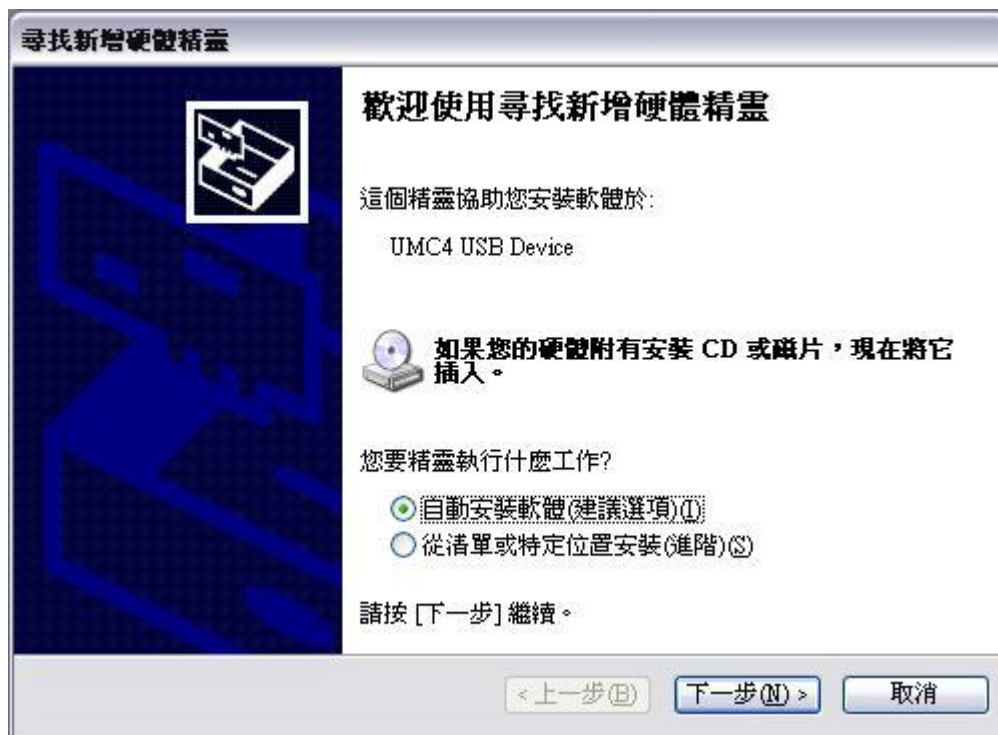 尋找新增硬體精靈
歡迎使用尋找新增硬體精靈
這個精靈協助您安裝軟體於:
UMC4 USB Device
如果您的硬體附有安裝 CD 或磁片，現在將它
插入。
您要精靈執行什麼工作?
自動安裝軟體(建議選項)(I)
從清單或特定位置安裝(進階)(S)
請按 [下一步] 繼續。
<上一步(B) 下一步(N)> 取消